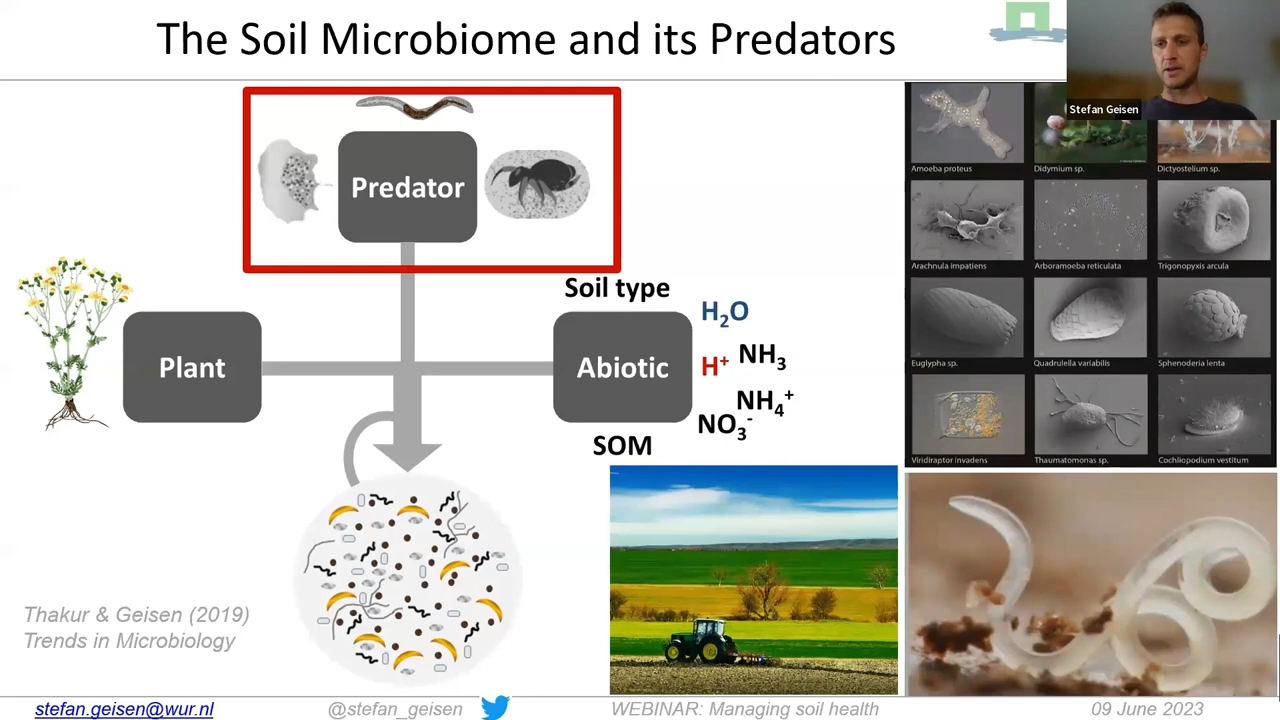 The Soil Microbiome and its Predators
Stefan Geisen
Predator
Plant
Soil type
Abiotic
H₂O
H⁺ NH₃
NH₄⁺
NO₃⁻
SOM
Amoeba proteus
Didymium sp.
Dictyostelium sp.
Arachnula impatiens
Arboramoeba reticulata
Trigonopyxis arcula
Euglypha sp.
Quadrulella variabilis
Sphenoderia lenta
Viridiraptor invadens
Thaumatomonas sp.
Cochliopodium vestitum
Thakur & Geisen (2019)
Trends in Microbiology
stefan.geisen@wur.nl
@stefan_geisen
WEBINAR: Managing soil health
09 June 2023